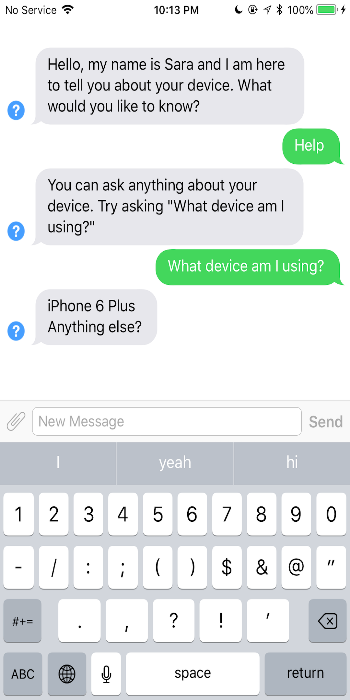 No Service 10:13 PM 100%
Hello, my name is Sara and I am here
to tell you about your device. What
would you like to know?
?
Help
You can ask anything about your
device. Try asking "What device am I
using?"
?
What device am I using?
iPhone 6 Plus
Anything else?
?
New Message Send
I yeah hi
1 2 3 4 5 6 7 8 9 0
- / : ; ( ) $ & @ "
#+= . , ? ! '
ABC space return